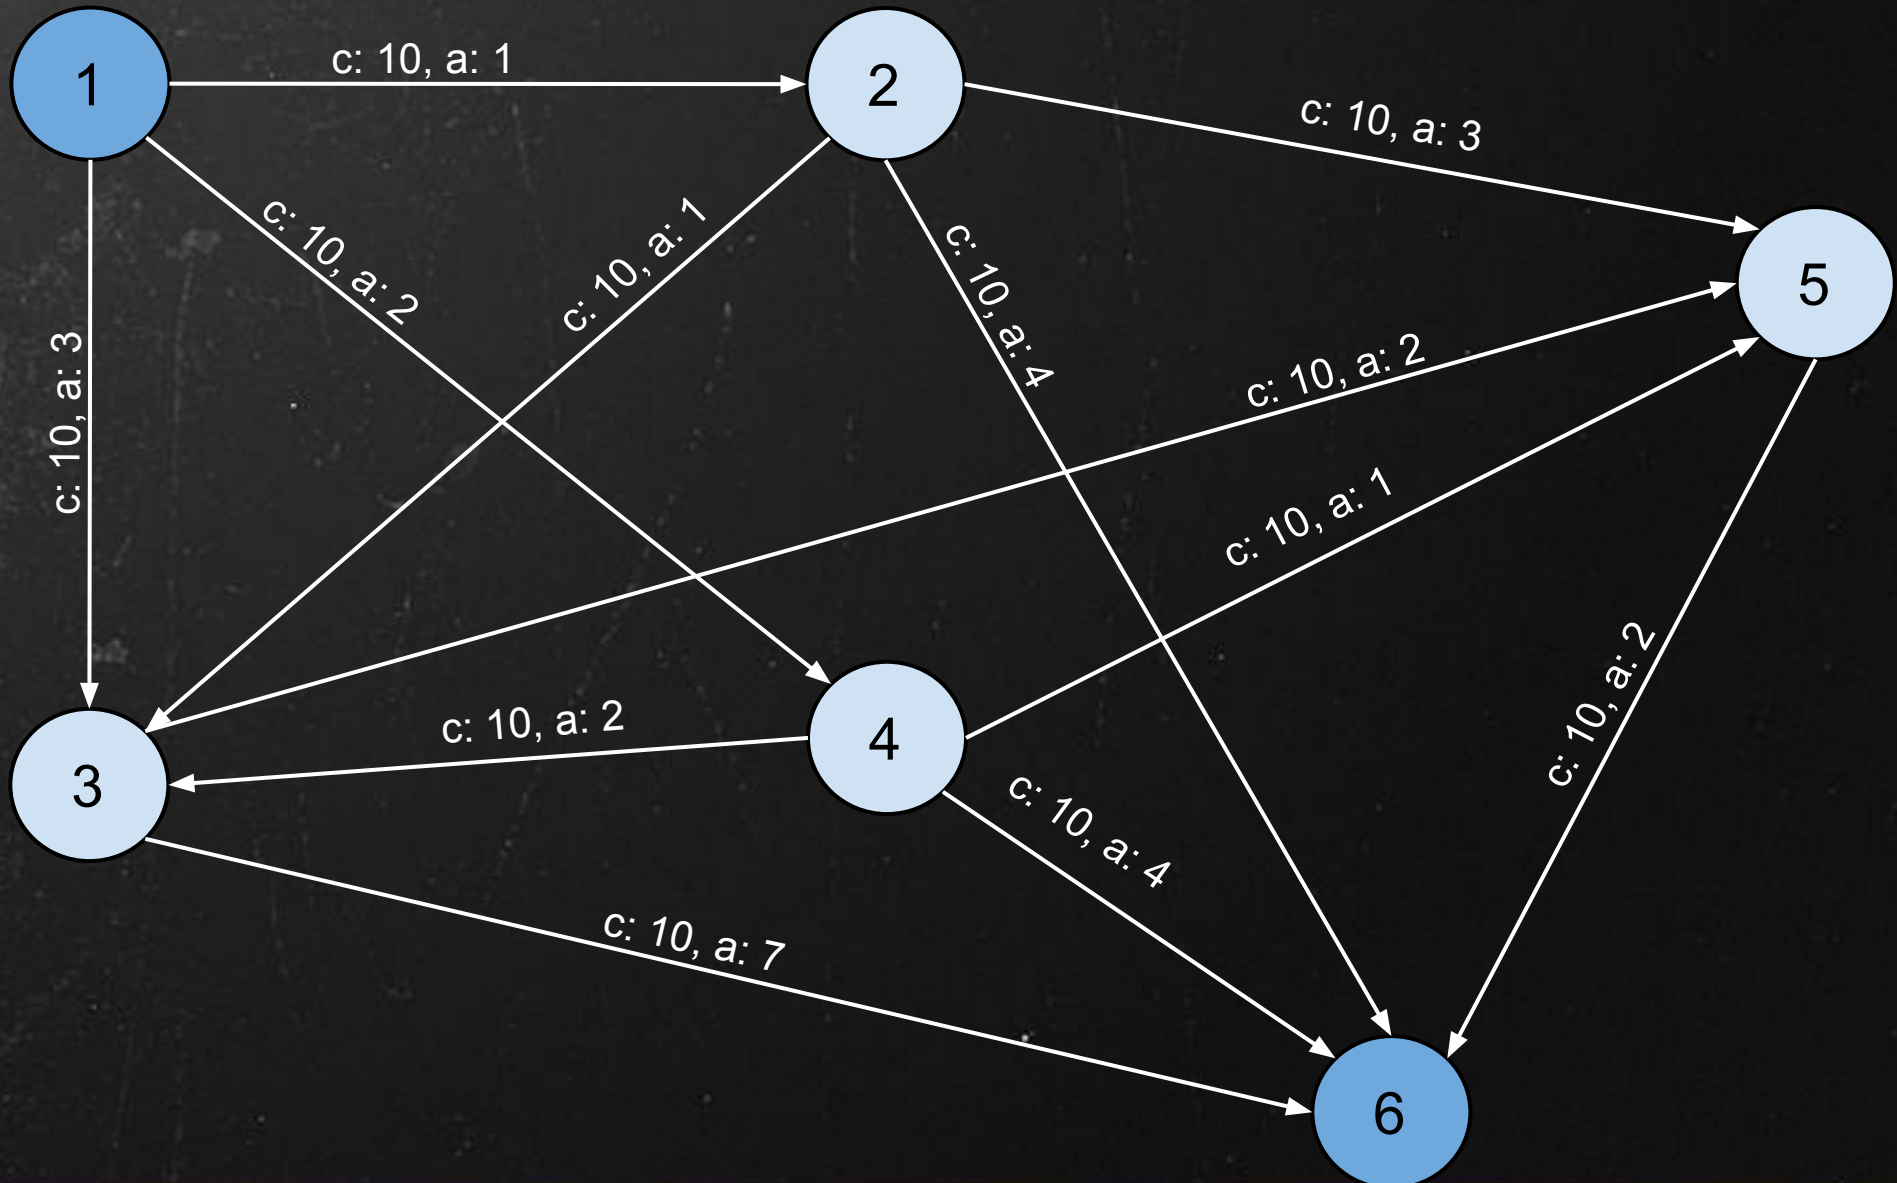 1
c: 10, a: 1
2
c: 10, a: 3
c: 10, a: 2
c: 10, a: 1
c: 10, a: 4
5
c: 10, a: 3
c: 10, a: 2
c: 10, a: 1
c: 10, a: 2
c: 10, a: 2
4
3
c: 10, a: 4
c: 10, a: 7
6